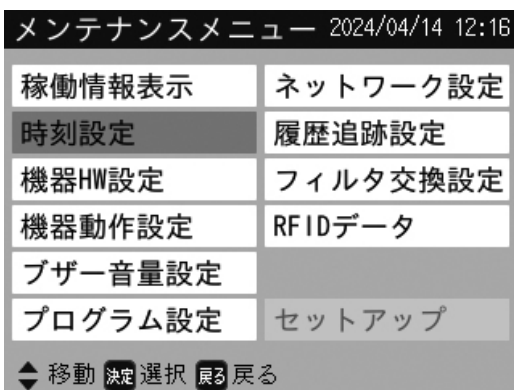 メンテナンスメニュー 2024/04/14 12:16
稼働情報表示
時刻設定
機器HW設定
機器動作設定
ブザー音量設定
プログラム設定
ネットワーク設定
履歴追跡設定
フィルタ交換設定
RFIDデータ
セットアップ
移動 決定 選択 戻る 戻る